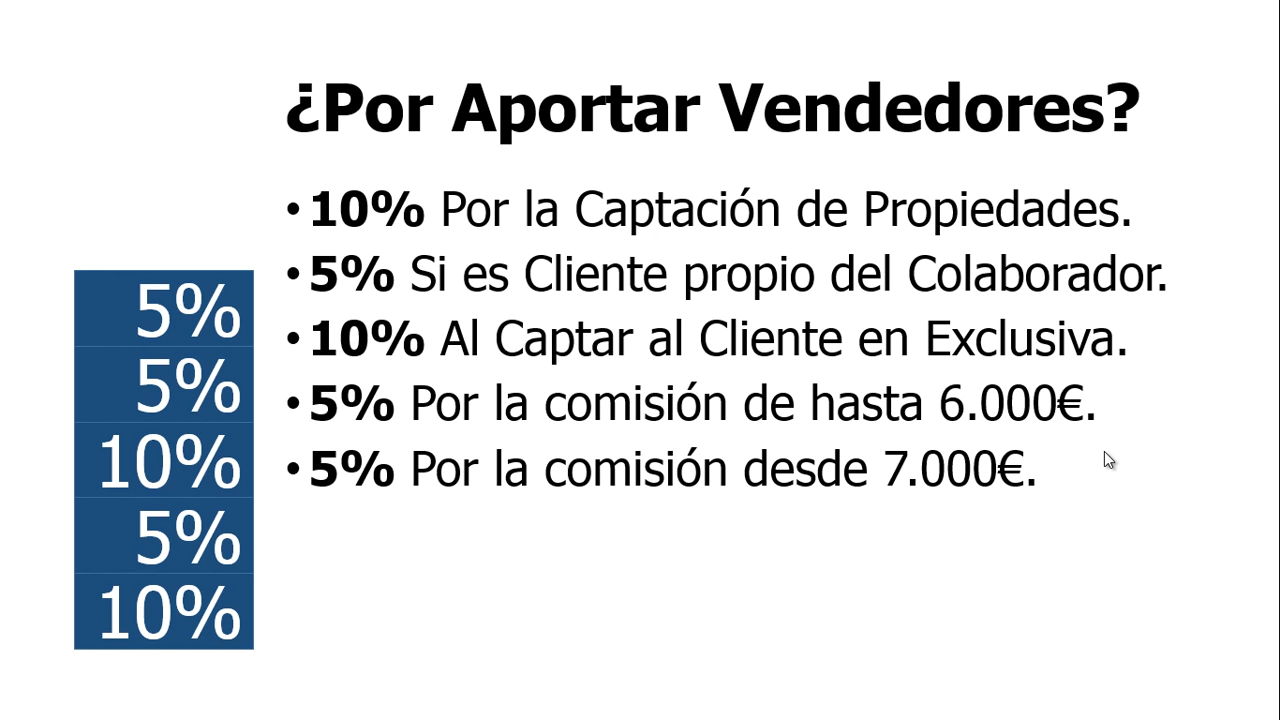 ¿Por Aportar Vendedores?
• 10% Por la Captación de Propiedades.
• 5% Si es Cliente propio del Colaborador.
• 10% Al Captar al Cliente en Exclusiva.
• 5% Por la comisión de hasta 6.000€.
• 5% Por la comisión desde 7.000€.
5%
5%
10%
5%
10%